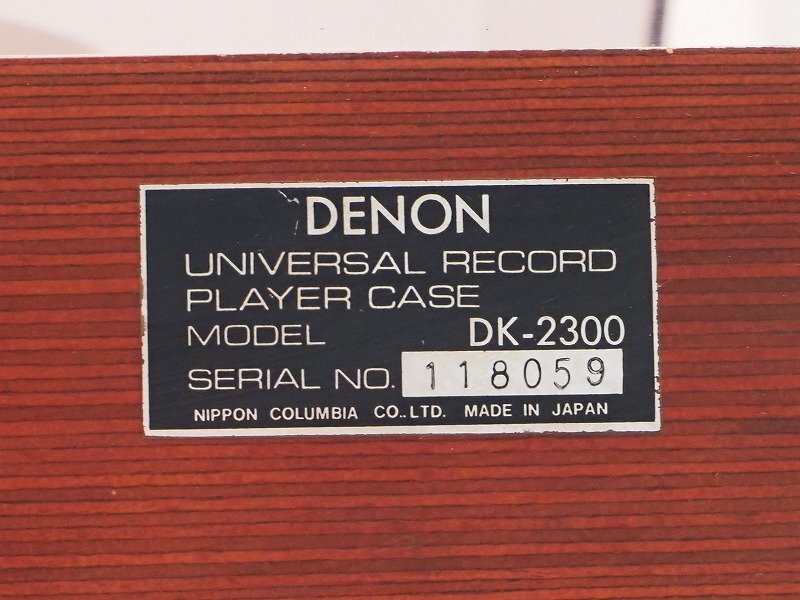 DENON
UNIVERSAL RECORD
PLAYER CASE
MODEL DK-2300
SERIAL NO. 118059
NIPPON COLUMBIA CO.,LTD. MADE IN JAPAN